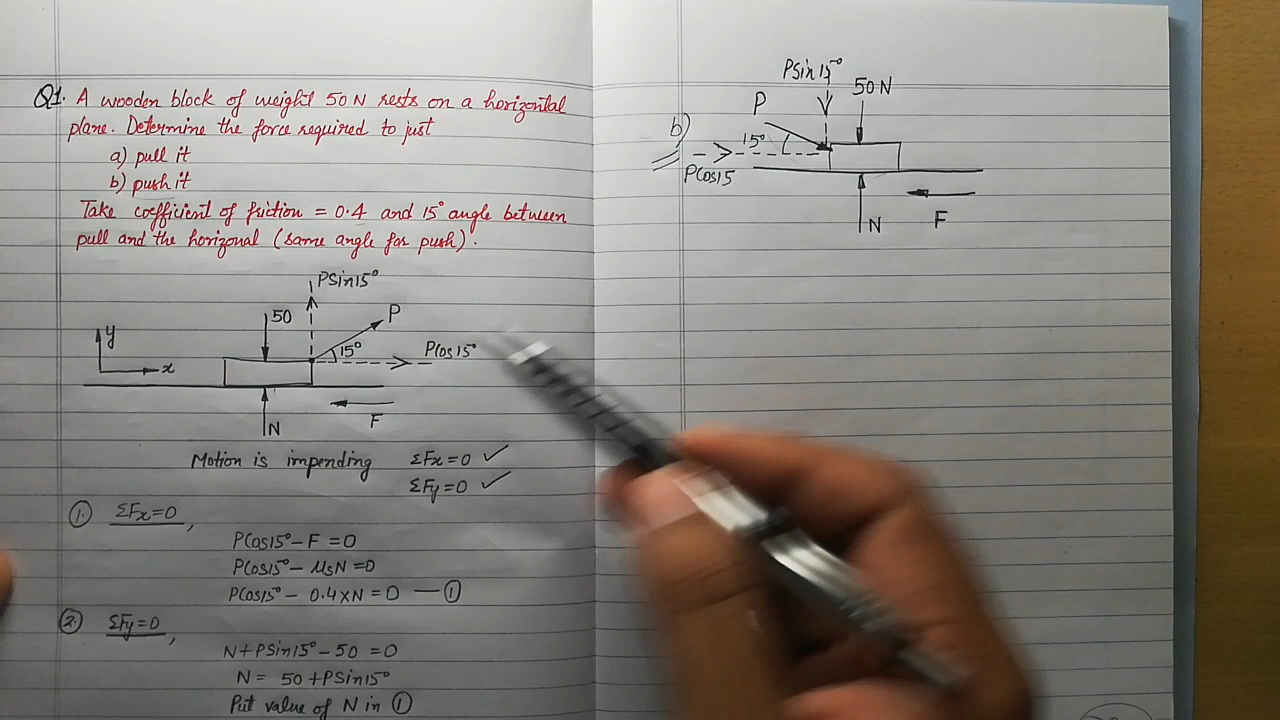 Q1. A wooden block of weight 50 N rests on a horizontal
plane. Determine the force required to just
a) pull it
b) push it
Take coefficient of friction = 0.4 and 15° angle between
pull and the horizonal (same angle for push).
PSin15°
50
P
y
15°
PCos15°
x
N
F
Motion is impending ΣFx=0 ✓
ΣFy=0 ✓
① ΣFx=0,
PCos15°-F =0
PCos15°- μsN =0
PCos15°- 0.4×N = 0 — ①
② ΣFy=0,
N+PSin15°- 50 =0
N= 50+PSin15°
Put value of N in ①
b)
PSin15°
50 N
P
15°
PCos15
N
F